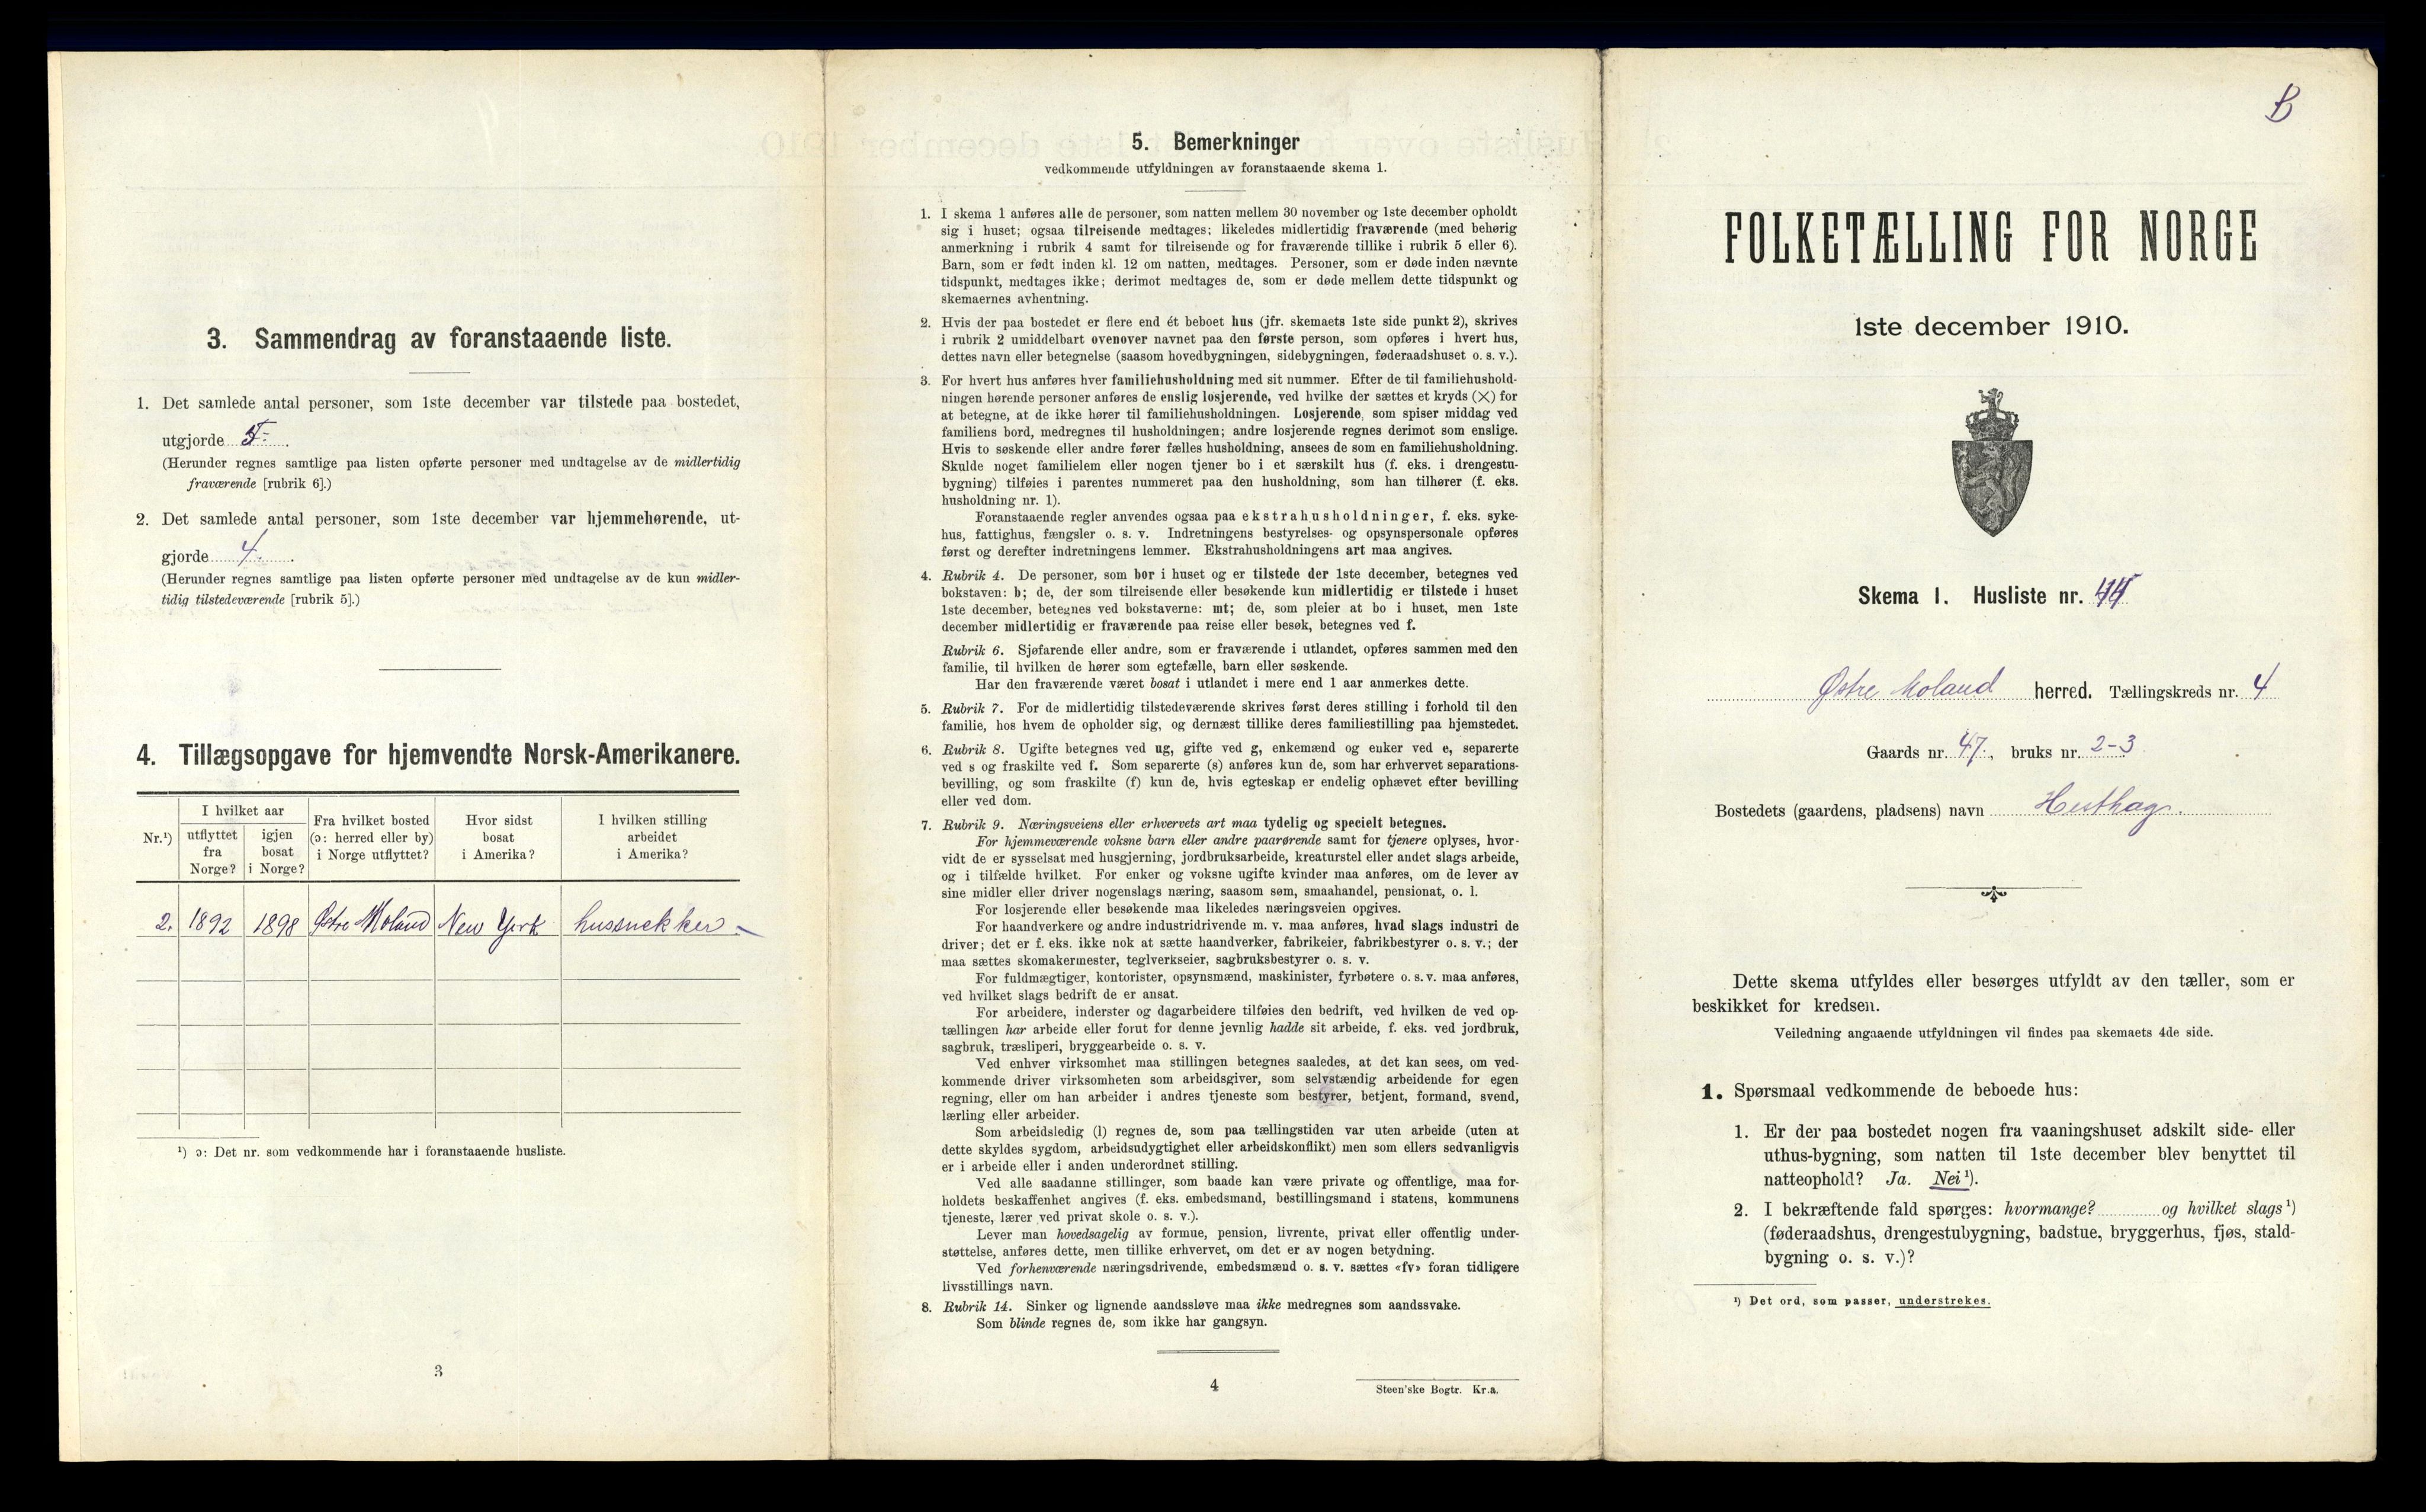 3. Sammendrag av foranstaaende liste.
1. Det samlede antal personer, som 1ste december var tilstede paa bostedet,
utgjorde 5.
(Herunder regnes samtlige paa listen opførte personer med undtagelse av de midlertidig
fraværende [rubrik 6].)
2. Det samlede antal personer, som 1ste december var hjemmehørende, ut-
gjorde 4.
(Herunder regnes samtlige paa listen opførte personer med undtagelse av de kun midler-
tidig tilstedeværende [rubrik 5].)
4. Tillægsopgave for hjemvendte Norsk-Amerikanere.
Nr.¹) I hvilket aar utflyttet fra Norge? igjen bosat i Norge? Fra hvilket bosted (ɔ: herred eller by) i Norge utflyttet? Hvor sidst bosat i Amerika? I hvilken stilling arbeidet i Amerika?
2. 1892 1898 Østre Moland New York hussnekker
¹) ɔ: Det nr. som vedkommende har i foranstaaende husliste.
3
5. Bemerkninger
vedkommende utfyldningen av foranstaaende skema 1.
1. I skema 1 anføres alle de personer, som natten mellem 30 november og 1ste december opholdt
sig i huset; ogsaa tilreisende medtages; likeledes midlertidig fraværende (med behørig
anmerkning i rubrik 4 samt for tilreisende og for fraværende tillike i rubrik 5 eller 6).
Barn, som er født inden kl. 12 om natten, medtages. Personer, som er døde inden nævnte
tidspunkt, medtages ikke; derimot medtages de, som er døde mellem dette tidspunkt og
skemaernes avhentning.
2. Hvis der paa bostedet er flere end ét beboet hus (jfr. skemaets 1ste side punkt 2), skrives
i rubrik 2 umiddelbart ovenover navnet paa den første person, som opføres i hvert hus,
dettes navn eller betegnelse (saasom hovedbygningen, sidebygningen, føderaadshuset o. s. v.).
3. For hvert hus anføres hver familiehusholdning med sit nummer. Efter de til familiehushold-
ningen hørende personer anføres de enslig losjerende, ved hvilke der sættes et kryds (×) for
at betegne, at de ikke hører til familiehusholdningen. Losjerende, som spiser middag ved
familiens bord, medregnes til husholdningen; andre losjerende regnes derimot som enslige.
Hvis to søskende eller andre fører fælles husholdning, ansees de som en familiehusholdning.
Skulde noget familielem eller nogen tjener bo i et særskilt hus (f. eks. i drengestu-
bygning) tilføies i parentes nummeret paa den husholdning, som han tilhører (f. eks.
husholdning nr. 1).
Foranstaaende regler anvendes ogsaa paa ekstrahusholdninger, f. eks. syke-
hus, fattighus, fængsler o. s. v. Indretningens bestyrelses- og opsynspersonale opføres
først og derefter indretningens lemmer. Ekstrahusholdningens art maa angives.
4. Rubrik 4. De personer, som bor i huset og er tilstede der 1ste december, betegnes ved
bokstaven: b; de, der som tilreisende eller besøkende kun midlertidig er tilstede i huset
1ste december, betegnes ved bokstaverne: mt; de, som pleier at bo i huset, men 1ste
december midlertidig er fraværende paa reise eller besøk, betegnes ved f.
Rubrik 6. Sjøfarende eller andre, som er fraværende i utlandet, opføres sammen med den
familie, til hvilken de hører som egtefælle, barn eller søskende.
Har den fraværende været bosat i utlandet i mere end 1 aar anmerkes dette.
5. Rubrik 7. For de midlertidig tilstedeværende skrives først deres stilling i forhold til den
familie, hos hvem de opholder sig, og dernæst tillike deres familiestilling paa hjemstedet.
6. Rubrik 8. Ugifte betegnes ved ug, gifte ved g, enkemænd og enker ved e, separerte
ved s og fraskilte ved f. Som separerte (s) anføres kun de, som har erhvervet separations-
bevilling, og som fraskilte (f) kun de, hvis egteskap er endelig ophævet efter bevilling
eller ved dom.
7. Rubrik 9. Næringsveiens eller erhvervets art maa tydelig og specielt betegnes.
For hjemmeværende voksne barn eller andre paarørende samt for tjenere oplyses, hvor-
vidt de er sysselsat med husgjerning, jordbruksarbeide, kreaturstel eller andet slags arbeide,
og i tilfælde hvilket. For enker og voksne ugifte kvinder maa anføres, om de lever av
sine midler eller driver nogenslags næring, saasom søm, smaahandel, pensionat, o. l.
For losjerende eller besøkende maa likeledes næringsveien opgives.
For haandverkere og andre industridrivende m. v. maa anføres, hvad slags industri de
driver; det er f. eks. ikke nok at sætte haandverker, fabrikeier, fabrikbestyrer o. s. v.; der
maa sættes skomakermester, teglverkseier, sagbruksbestyrer o. s. v.
For fuldmægtiger, kontorister, opsynsmænd, maskinister, fyrbøtere o. s. v. maa anføres,
ved hvilket slags bedrift de er ansat.
For arbeidere, inderster og dagarbeidere tilføies den bedrift, ved hvilken de ved op-
tællingen har arbeide eller forut for denne jevnlig hadde sit arbeide, f. eks. ved jordbruk,
sagbruk, træsliperi, bryggearbeide o. s. v.
Ved enhver virksomhet maa stillingen betegnes saaledes, at det kan sees, om ved-
kommende driver virksomheten som arbeidsgiver, som selvstændig arbeidende for egen
regning, eller om han arbeider i andres tjeneste som bestyrer, betjent, formand, svend,
lærling eller arbeider.
Som arbeidsledig (l) regnes de, som paa tællingstiden var uten arbeide (uten at
dette skyldes sygdom, arbeidsudygtighet eller arbeidskonflikt) men som ellers sedvanligvis
er i arbeide eller i anden underordnet stilling.
Ved alle saadanne stillinger, som baade kan være private og offentlige, maa for-
holdets beskaffenhet angives (f. eks. embedsmand, bestillingsmand i statens, kommunens
tjeneste, lærer ved privat skole o. s. v.).
Lever man hovedsagelig av formue, pension, livrente, privat eller offentlig under-
støttelse, anføres dette, men tillike erhvervet, om det er av nogen betydning.
Ved forhenværende næringsdrivende, embedsmænd o. s. v. sættes «fv» foran tidligere
livsstillings navn.
8. Rubrik 14. Sinker og lignende aandssløve maa ikke medregnes som aandssvake.
Som blinde regnes de, som ikke har gangsyn.
4
Steen'ske Bogtr. Kr.a.
B
FOLKETÆLLING FOR NORGE
1ste december 1910.
Skema 1. Husliste nr.
Østre Moland herred. Tællingskreds nr. 4
Gaards nr. 47, bruks nr. 2-3
Bostedets (gaardens, pladsens) navn Hesthag.
Dette skema utfyldes eller besørges utfyldt av den tæller, som er
beskikket for kredsen.
Veiledning angaaende utfyldningen vil findes paa skemaets 4de side.
1. Spørsmaal vedkommende de beboede hus:
1. Er der paa bostedet nogen fra vaaningshuset adskilt side- eller
uthus-bygning, som natten til 1ste december blev benyttet til
natteophold? Ja. Nei¹).
2. I bekræftende fald spørges: hvormange? og hvilket slags¹)
(føderaadshus, drengestubygning, badstue, bryggerhus, fjøs, stald-
bygning o. s. v.)?
¹) Det ord, som passer, understrekes.